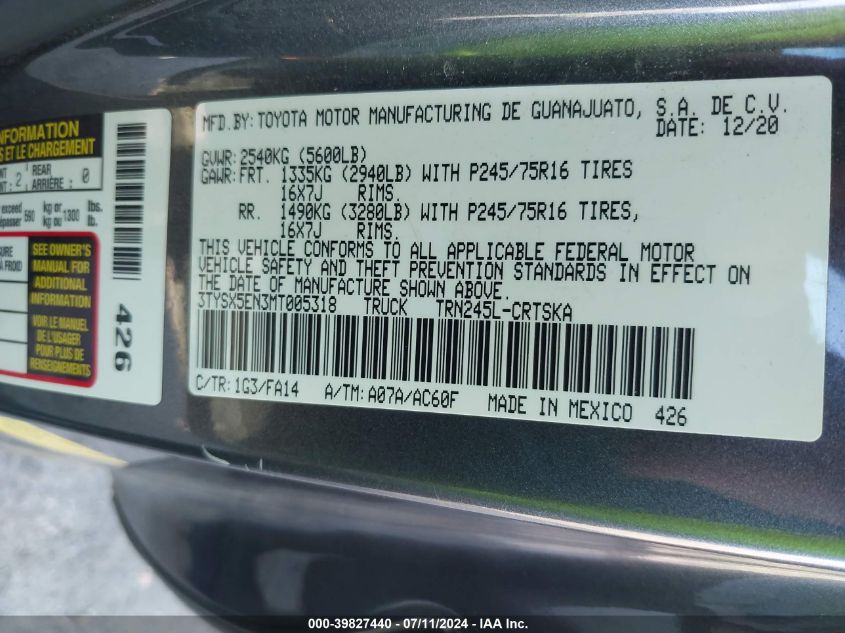 INFORMATION
S ET LE CHARGEMENT
2 REAR ARRIÈRE : 0
exceed 590 kg or kg ou 1300 lbs. lb.
SEE OWNER'S
MANUAL FOR
ADDITIONAL
INFORMATION
VOIR LE MANUEL
DE L'USAGER
POUR PLUS DE
RENSEIGNEMENTS
426
MFD.BY: TOYOTA MOTOR MANUFACTURING DE GUANAJUATO, S.A. DE C.V.
DATE: 12/20
GVWR: 2540KG (5600LB)
GAWR: FRT. 1335KG (2940LB) WITH P245/75R16 TIRES
16X7J RIMS.
RR. 1490KG (3280LB) WITH P245/75R16 TIRES,
16X7J RIMS.
THIS VEHICLE CONFORMS TO ALL APPLICABLE FEDERAL MOTOR
VEHICLE SAFETY AND THEFT PREVENTION STANDARDS IN EFFECT ON
THE DATE OF MANUFACTURE SHOWN ABOVE.
3TYSX5EN3MT005318 TRUCK TRN245L-CRTSKA
C/TR: 1G3/FA14 A/TM: A07A/AC60F MADE IN MEXICO 426
000-39827440 - 07/11/2024 - IAA Inc.